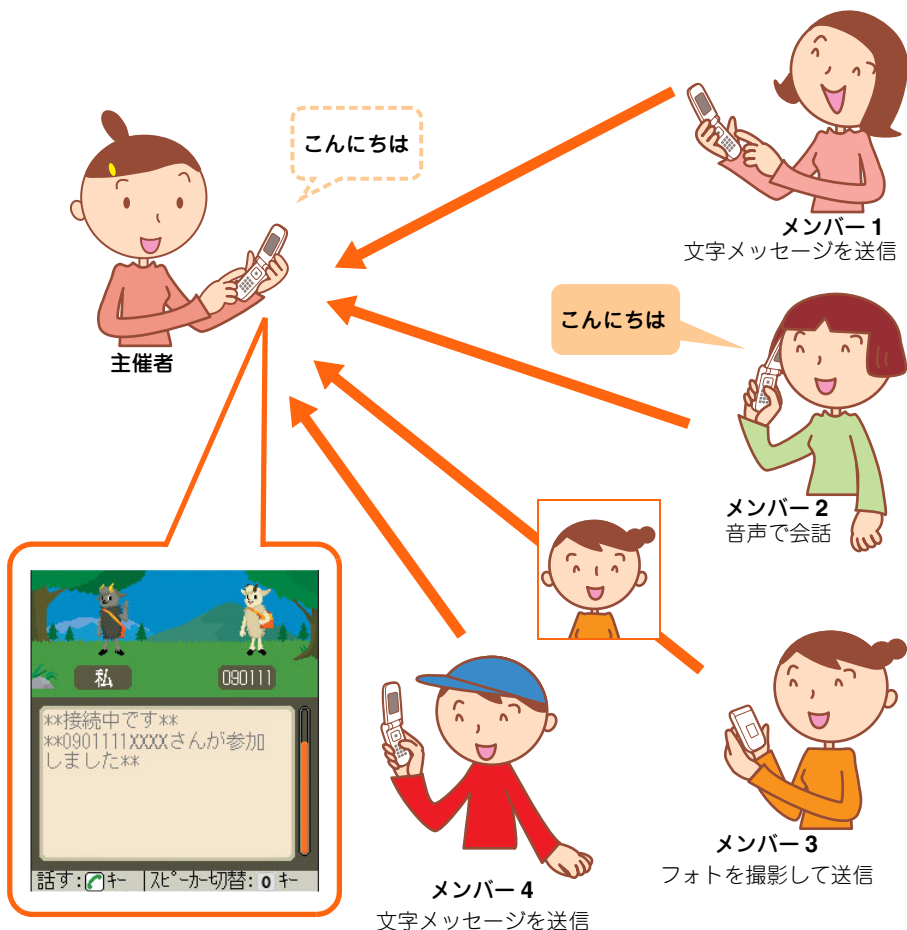 こんにちは
主催者
メンバー 1
文字メッセージを送信
こんにちは
メンバー 2
音声で会話
私
090111
**接続中です**
**0901111XXXXさんが参加
しました**
話す:キー スピーカー切替:0キー
メンバー 3
フォトを撮影して送信
メンバー 4
文字メッセージを送信